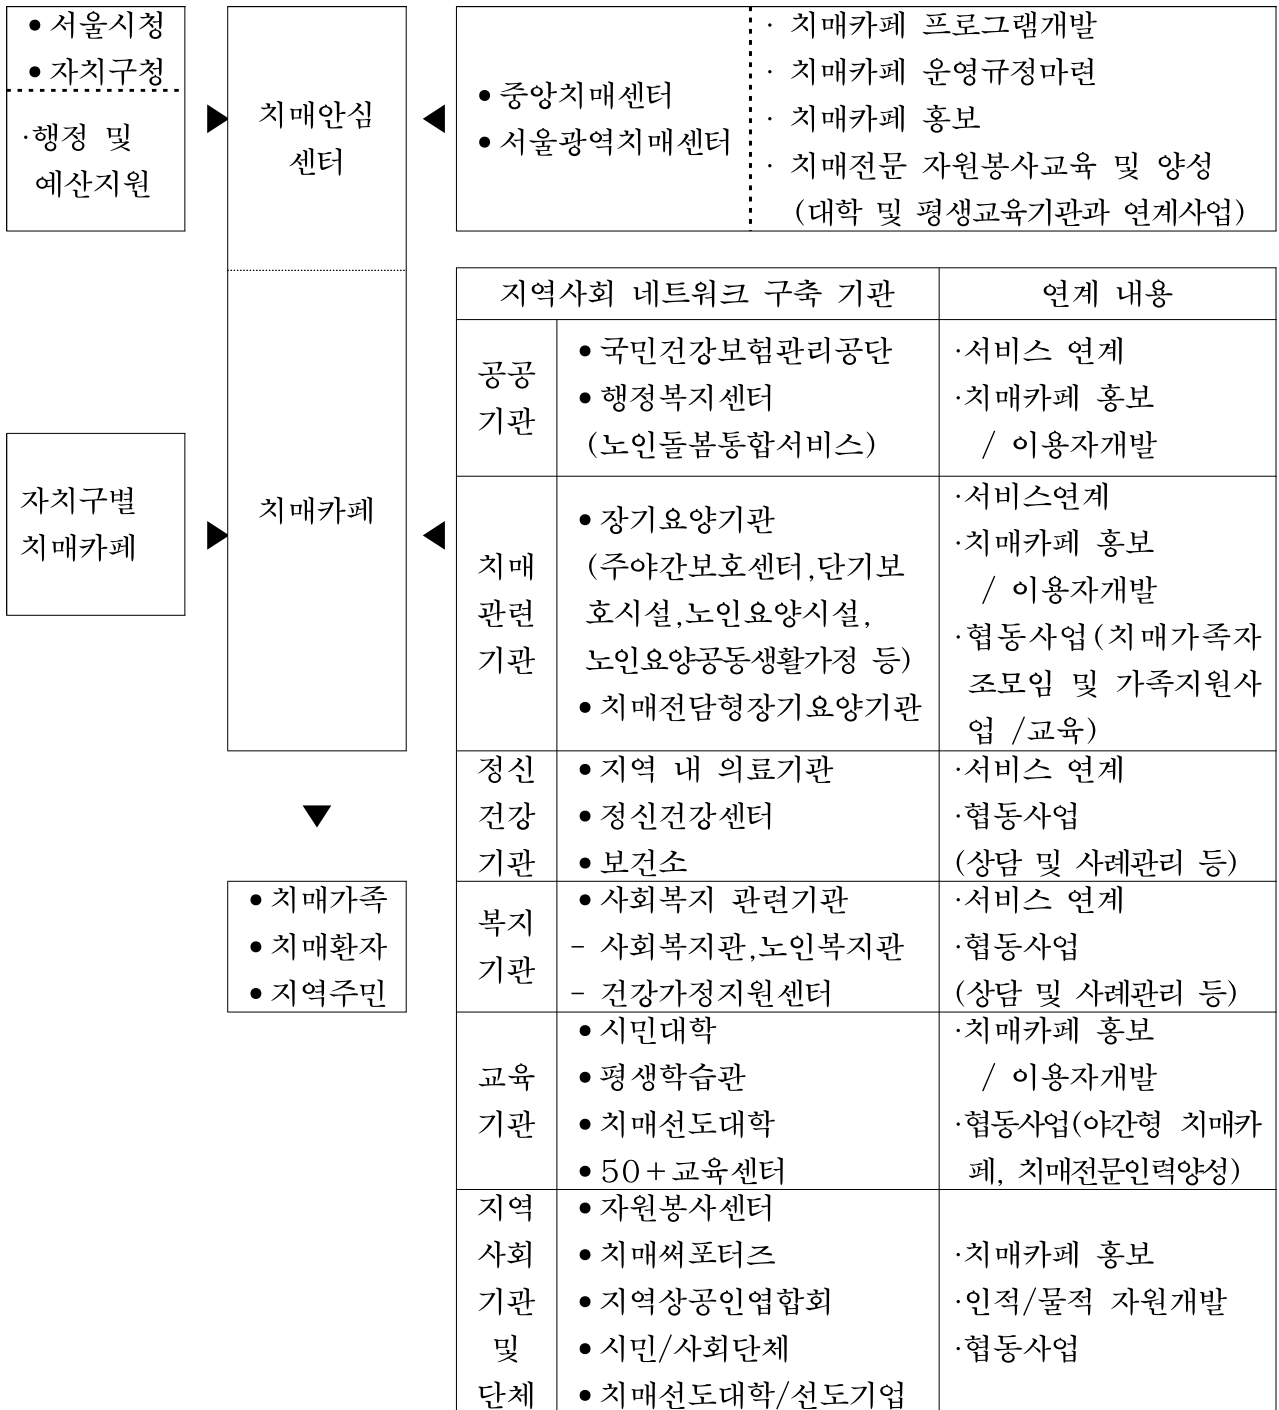 • 서울시청
• 자치구청
·행정 및
예산지원
치매안심
센터
• 중앙치매센터
• 서울광역치매센터
· 치매카페 프로그램개발
· 치매카페 운영규정마련
· 치매카페 홍보
· 치매전문 자원봉사교육 및 양성
(대학 및 평생교육기관과 연계사업)
자치구별
치매카페
치매카페
• 치매가족
• 치매환자
• 지역주민
지역사회 네트워크 구축 기관
연계 내용
공공
기관
• 국민건강보험관리공단
• 행정복지센터
(노인돌봄통합서비스)
·서비스 연계
·치매카페 홍보
/ 이용자개발
치매
관련
기관
• 장기요양기관
(주야간보호센터,단기보
호시설,노인요양시설,
노인요양공동생활가정 등)
• 치매전담형장기요양기관
·서비스연계
·치매카페 홍보
/ 이용자개발
·협동사업(치매가족자
조모임 및 가족지원사
업 /교육)
정신
건강
기관
• 지역 내 의료기관
• 정신건강센터
• 보건소
·서비스 연계
·협동사업
(상담 및 사례관리 등)
복지
기관
• 사회복지 관련기관
- 사회복지관,노인복지관
- 건강가정지원센터
·서비스 연계
·협동사업
(상담 및 사례관리 등)
교육
기관
• 시민대학
• 평생학습관
• 치매선도대학
• 50+교육센터
·치매카페 홍보
/ 이용자개발
·협동사업(야간형 치매카
페, 치매전문인력양성)
지역
사회
기관
및
단체
• 자원봉사센터
• 치매써포터즈
• 지역상공인엽합회
• 시민/사회단체
• 치매선도대학/선도기업
·치매카페 홍보
·인적/물적 자원개발
·협동사업